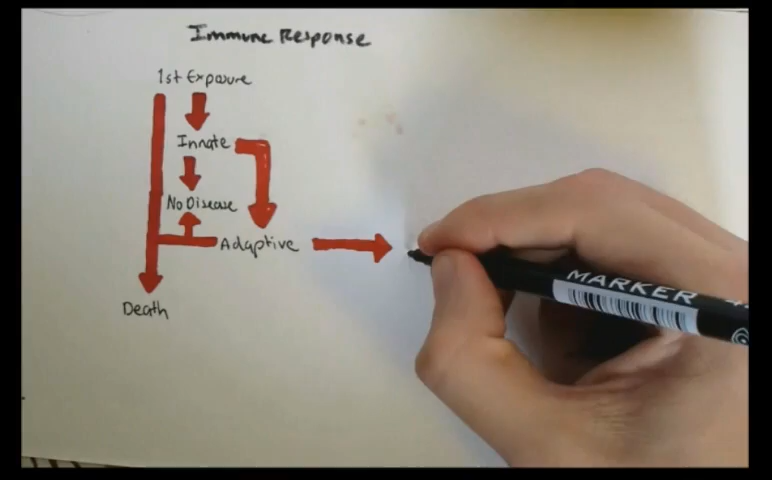 Immune Response
1st Exposure
Innate
No Disease
Adaptive
Death
MARKER